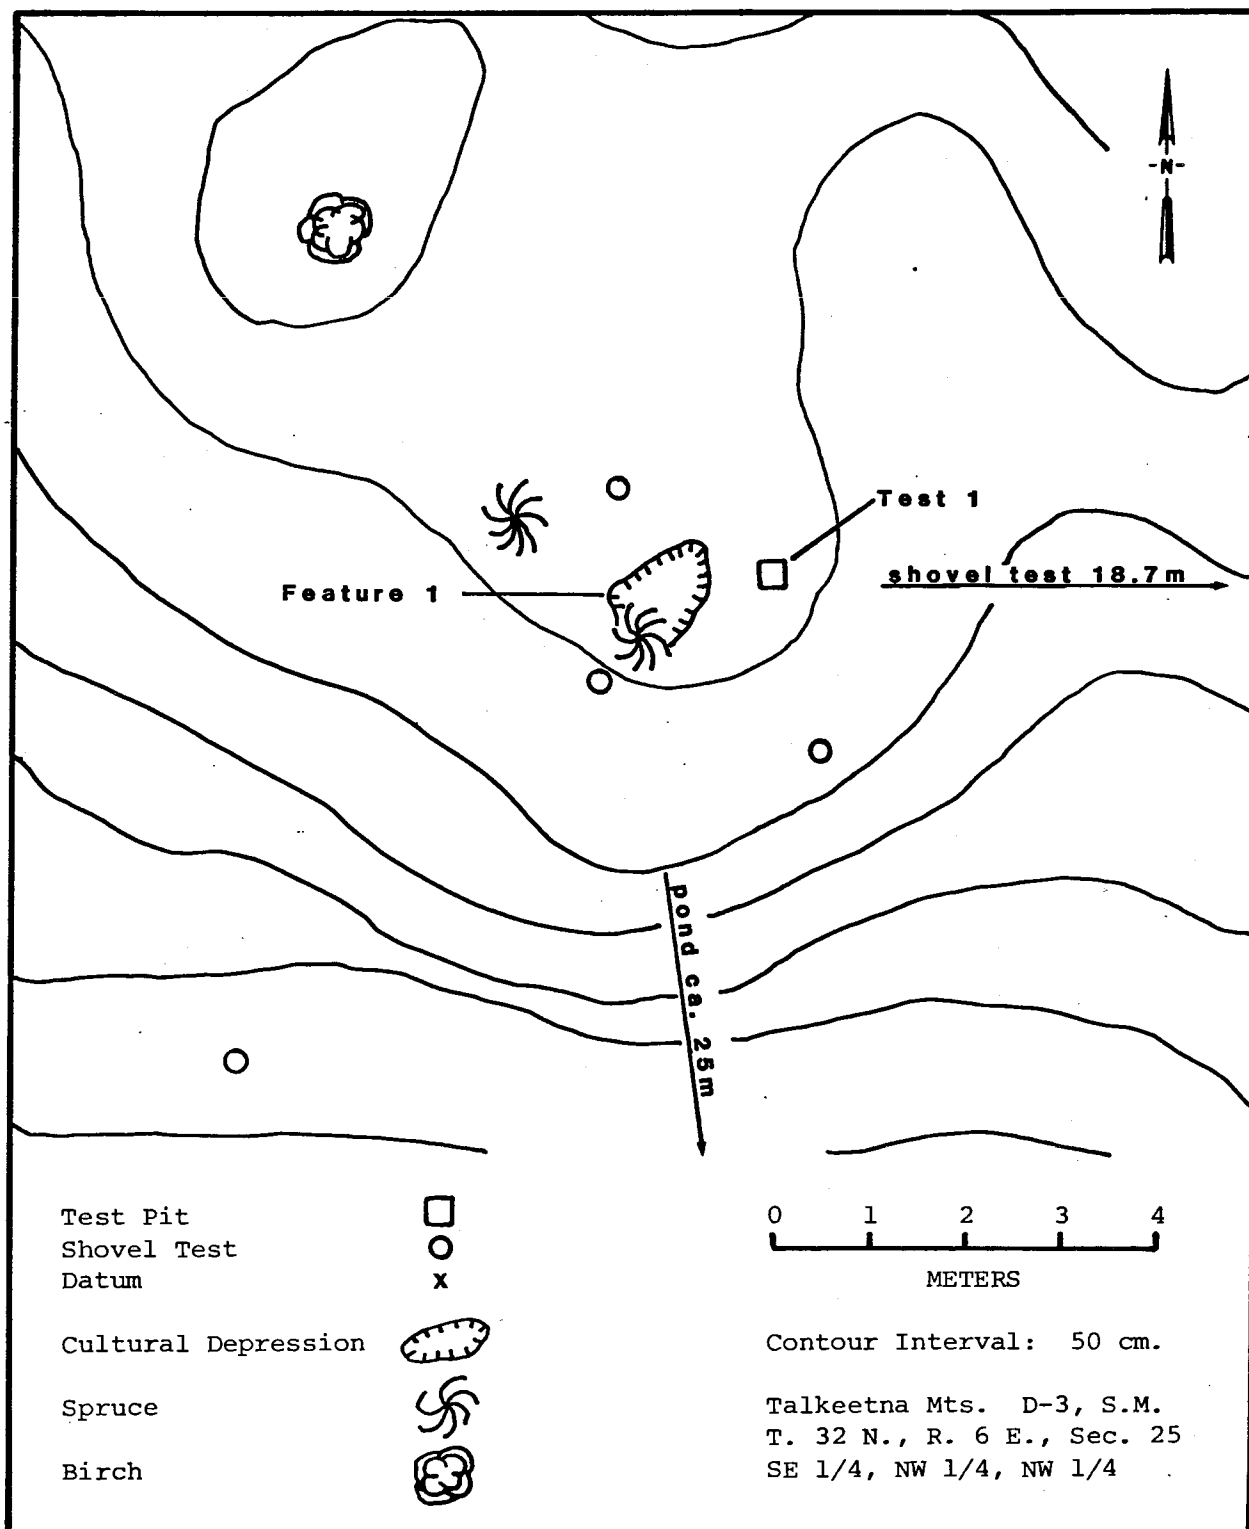 -N-
Test 1
shovel test 18.7m
Feature 1
pond ca. 25m
Test Pit
Shovel Test
Datum x
Cultural Depression
Spruce
Birch
0 1 2 3 4
METERS
Contour Interval: 50 cm.
Talkeetna Mts. D-3, S.M.
T. 32 N., R. 6 E., Sec. 25
SE 1/4, NW 1/4, NW 1/4